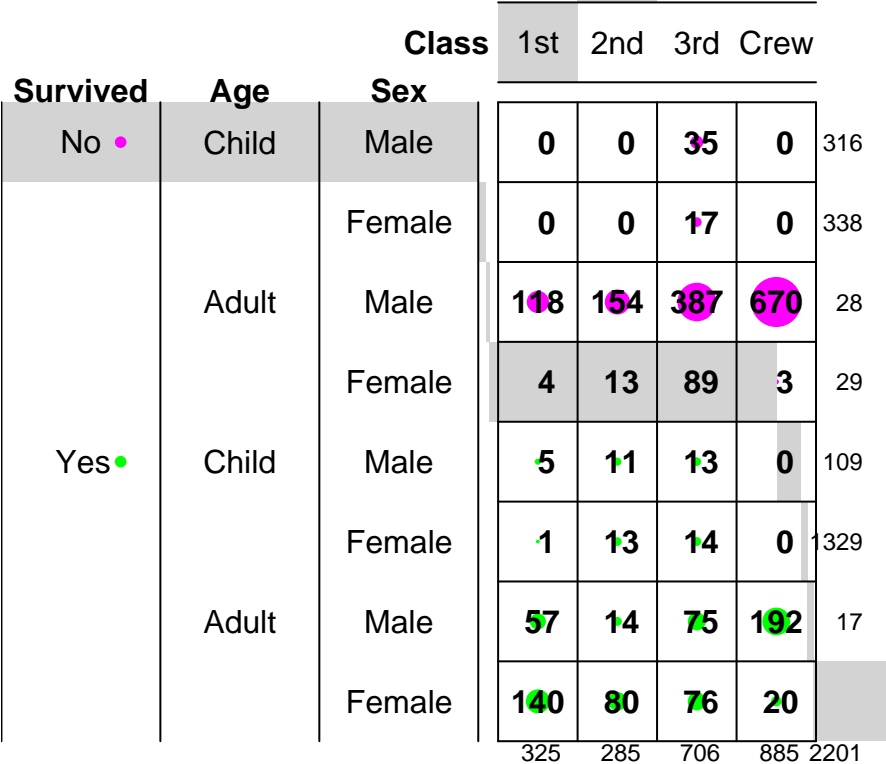 Class 1st 2nd 3rd Crew
Survived Age Sex
No Child Male 0 0 35 0 316
Female 0 0 17 0 338
Adult Male 118 154 387 670 28
Female 4 13 89 3 29
Yes Child Male 5 11 13 0 109
Female 1 13 14 0 1329
Adult Male 57 14 75 192 17
Female 140 80 76 20
325 285 706 885 2201